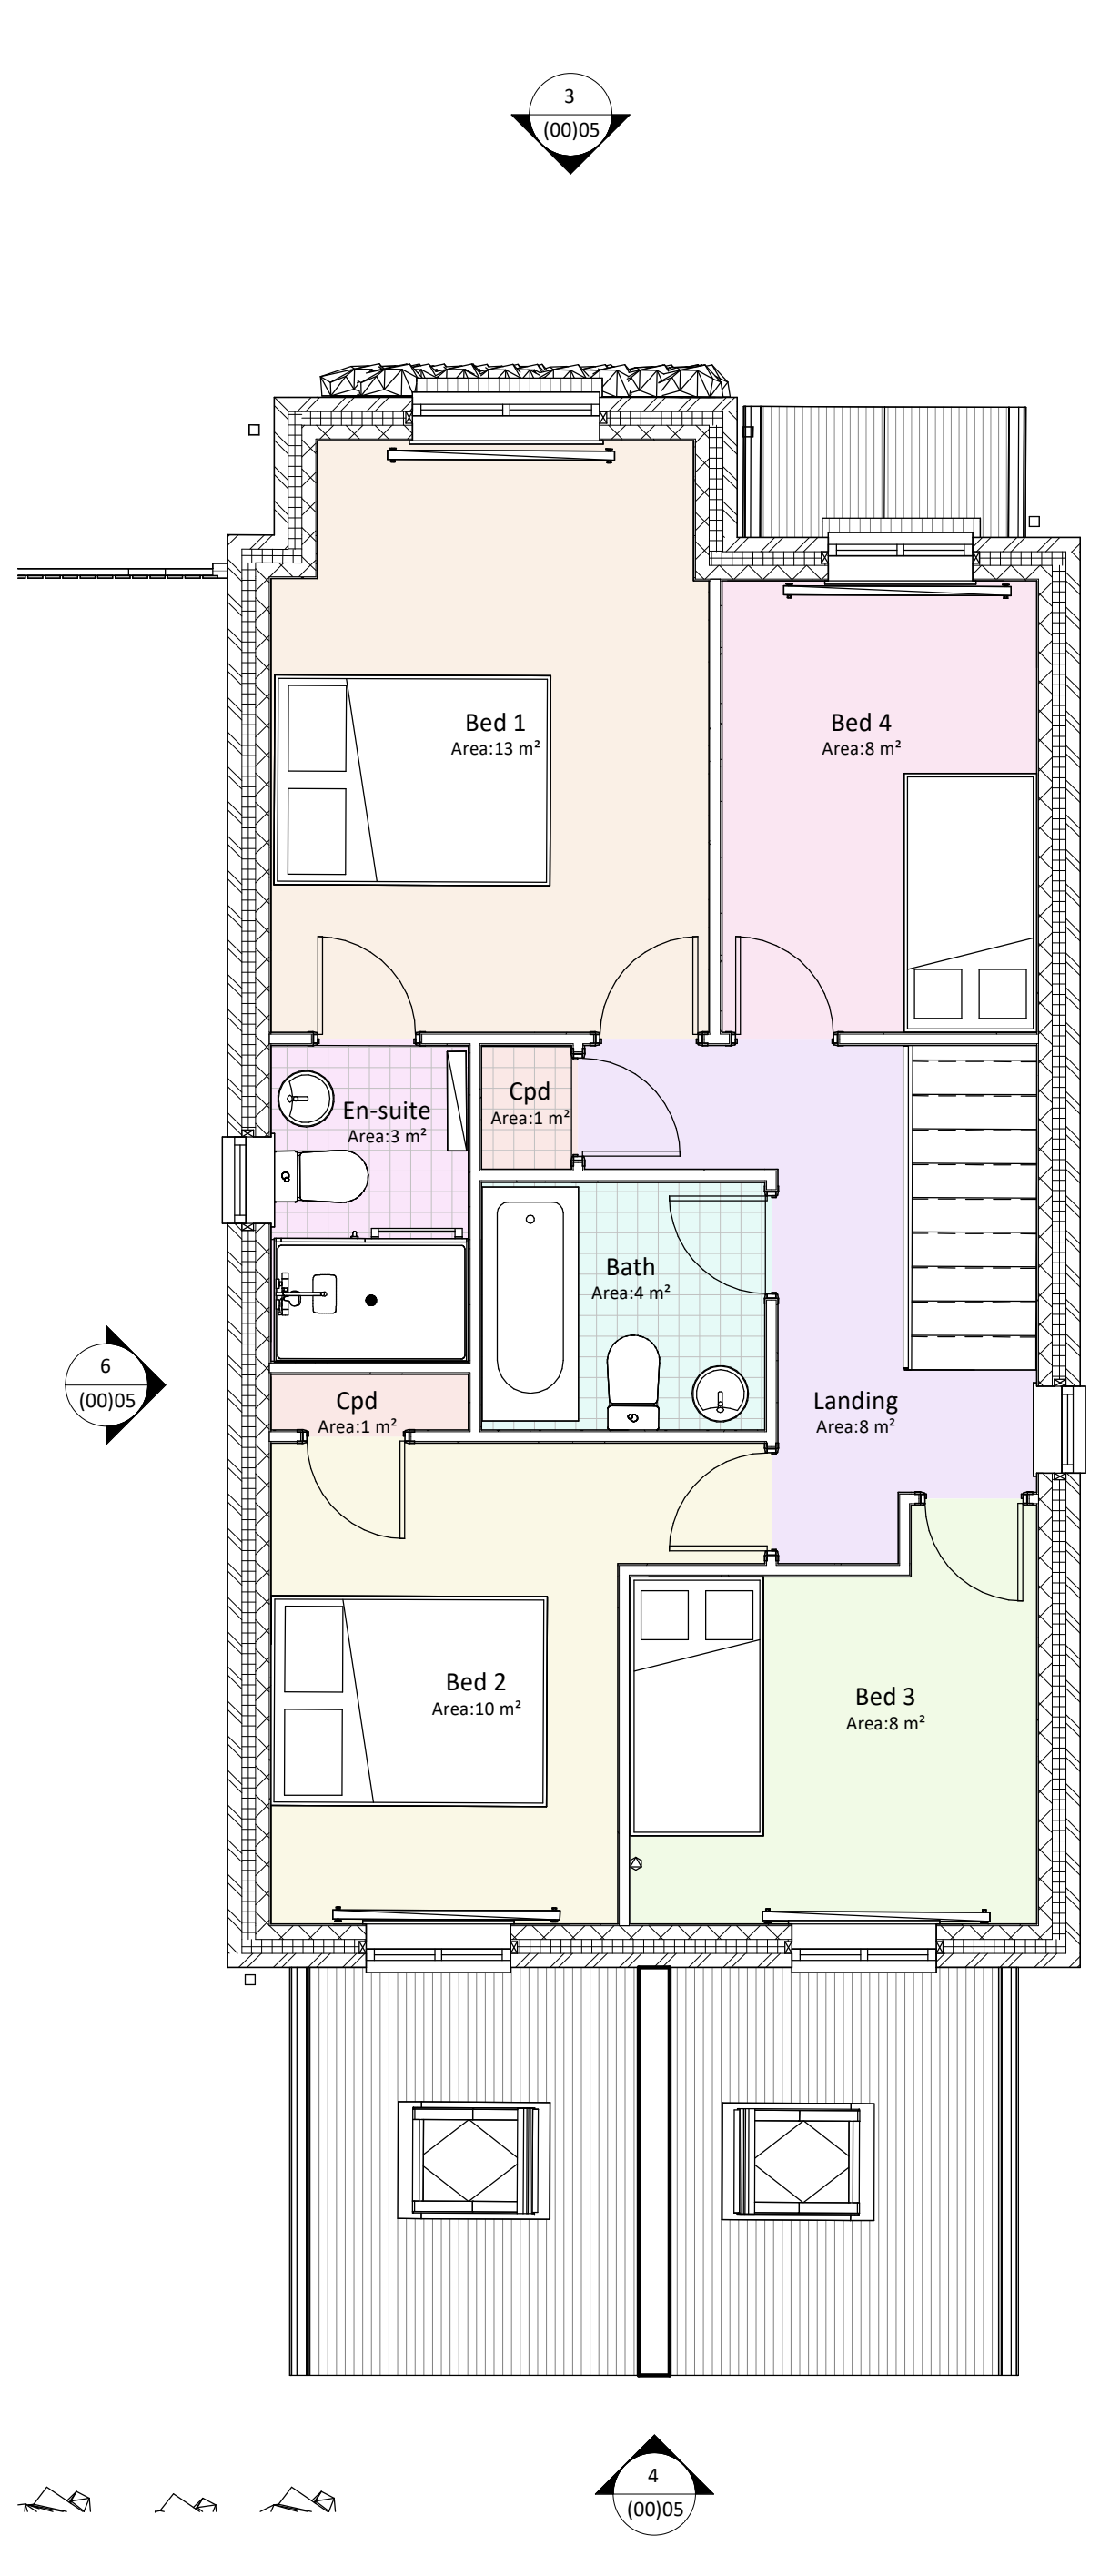 3
(00)05
Bed 1
Area:13 m²
Bed 4
Area:8 m²
Cpd
Area:1 m²
En-suite
Area:3 m²
Bath
Area:4 m²
6
(00)05
Cpd
Area:1 m²
Landing
Area:8 m²
Bed 2
Area:10 m²
Bed 3
Area:8 m²
4
(00)05